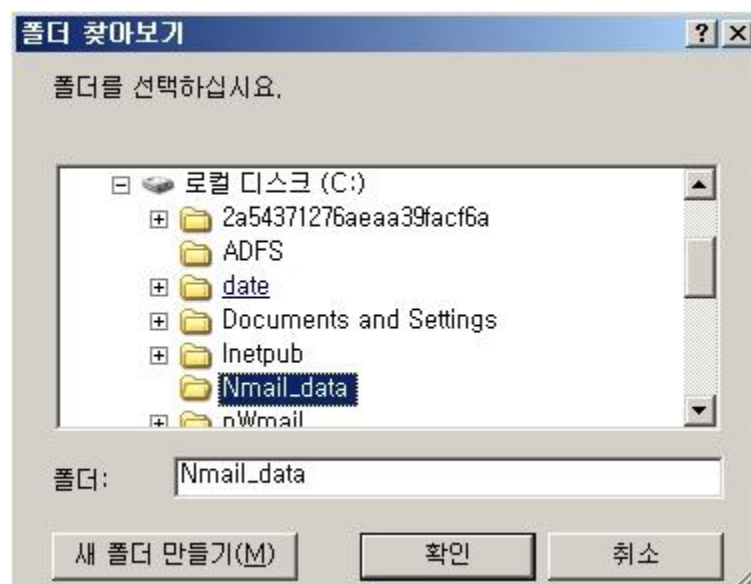 폴더 찾아보기
폴더를 선택하십시요.
로컬 디스크 (C:)
2a54371276aeaa39facf6a
ADFS
date
Documents and Settings
Inetpub
Nmail_data
nWmail
폴더: Nmail_data
새 폴더 만들기(M) 확인 취소